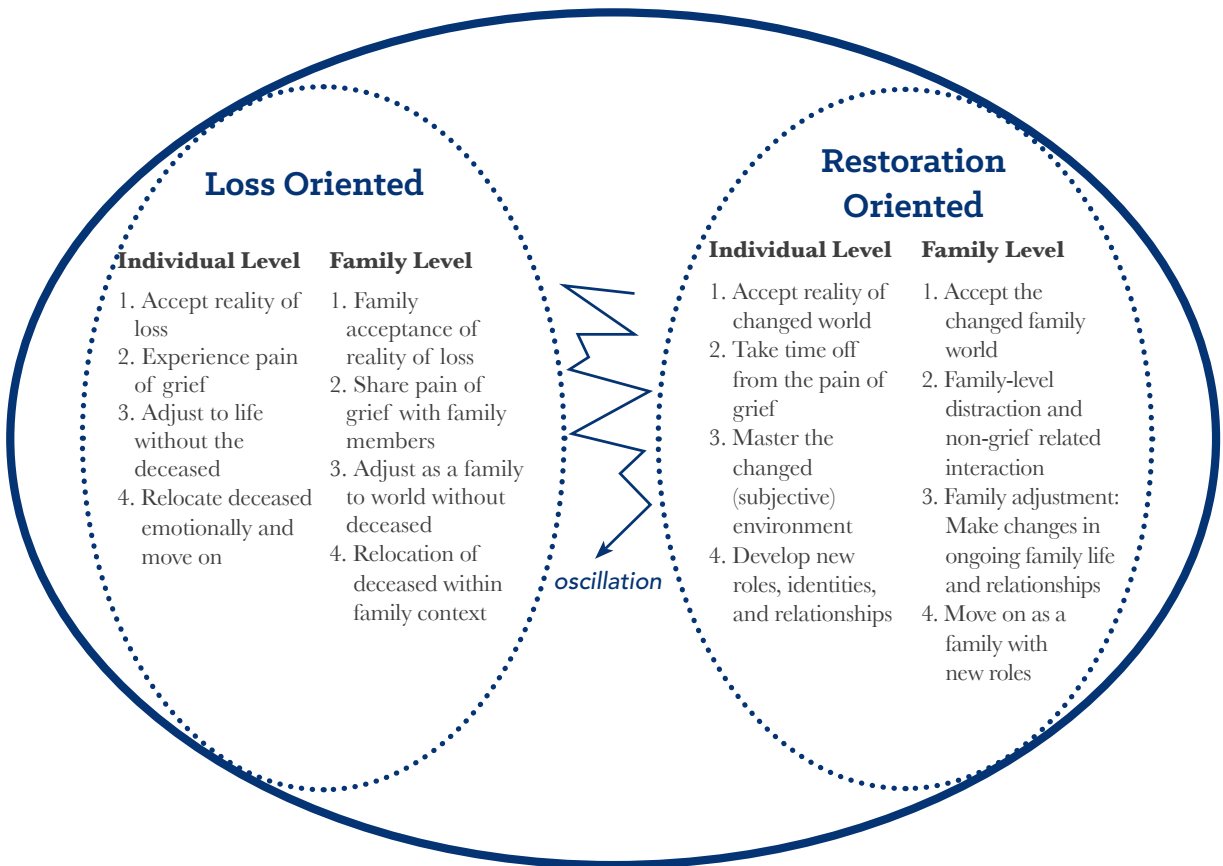 Loss Oriented
Individual Level
1. Accept reality of
loss
2. Experience pain
of grief
3. Adjust to life
without the
deceased
4. Relocate deceased
emotionally and
move on
Family Level
1. Family
acceptance of
reality of loss
2. Share pain of
grief with family
members
3. Adjust as a family
to world without
deceased
4. Relocation of
deceased within
family context
oscillation
Restoration
Oriented
Individual Level
1. Accept reality of
changed world
2. Take time off
from the pain of
grief
3. Master the
changed
(subjective)
environment
4. Develop new
roles, identities,
and relationships
Family Level
1. Accept the
changed family
world
2. Family-level
distraction and
non-grief related
interaction
3. Family adjustment:
Make changes in
ongoing family life
and relationships
4. Move on as a
family with
new roles